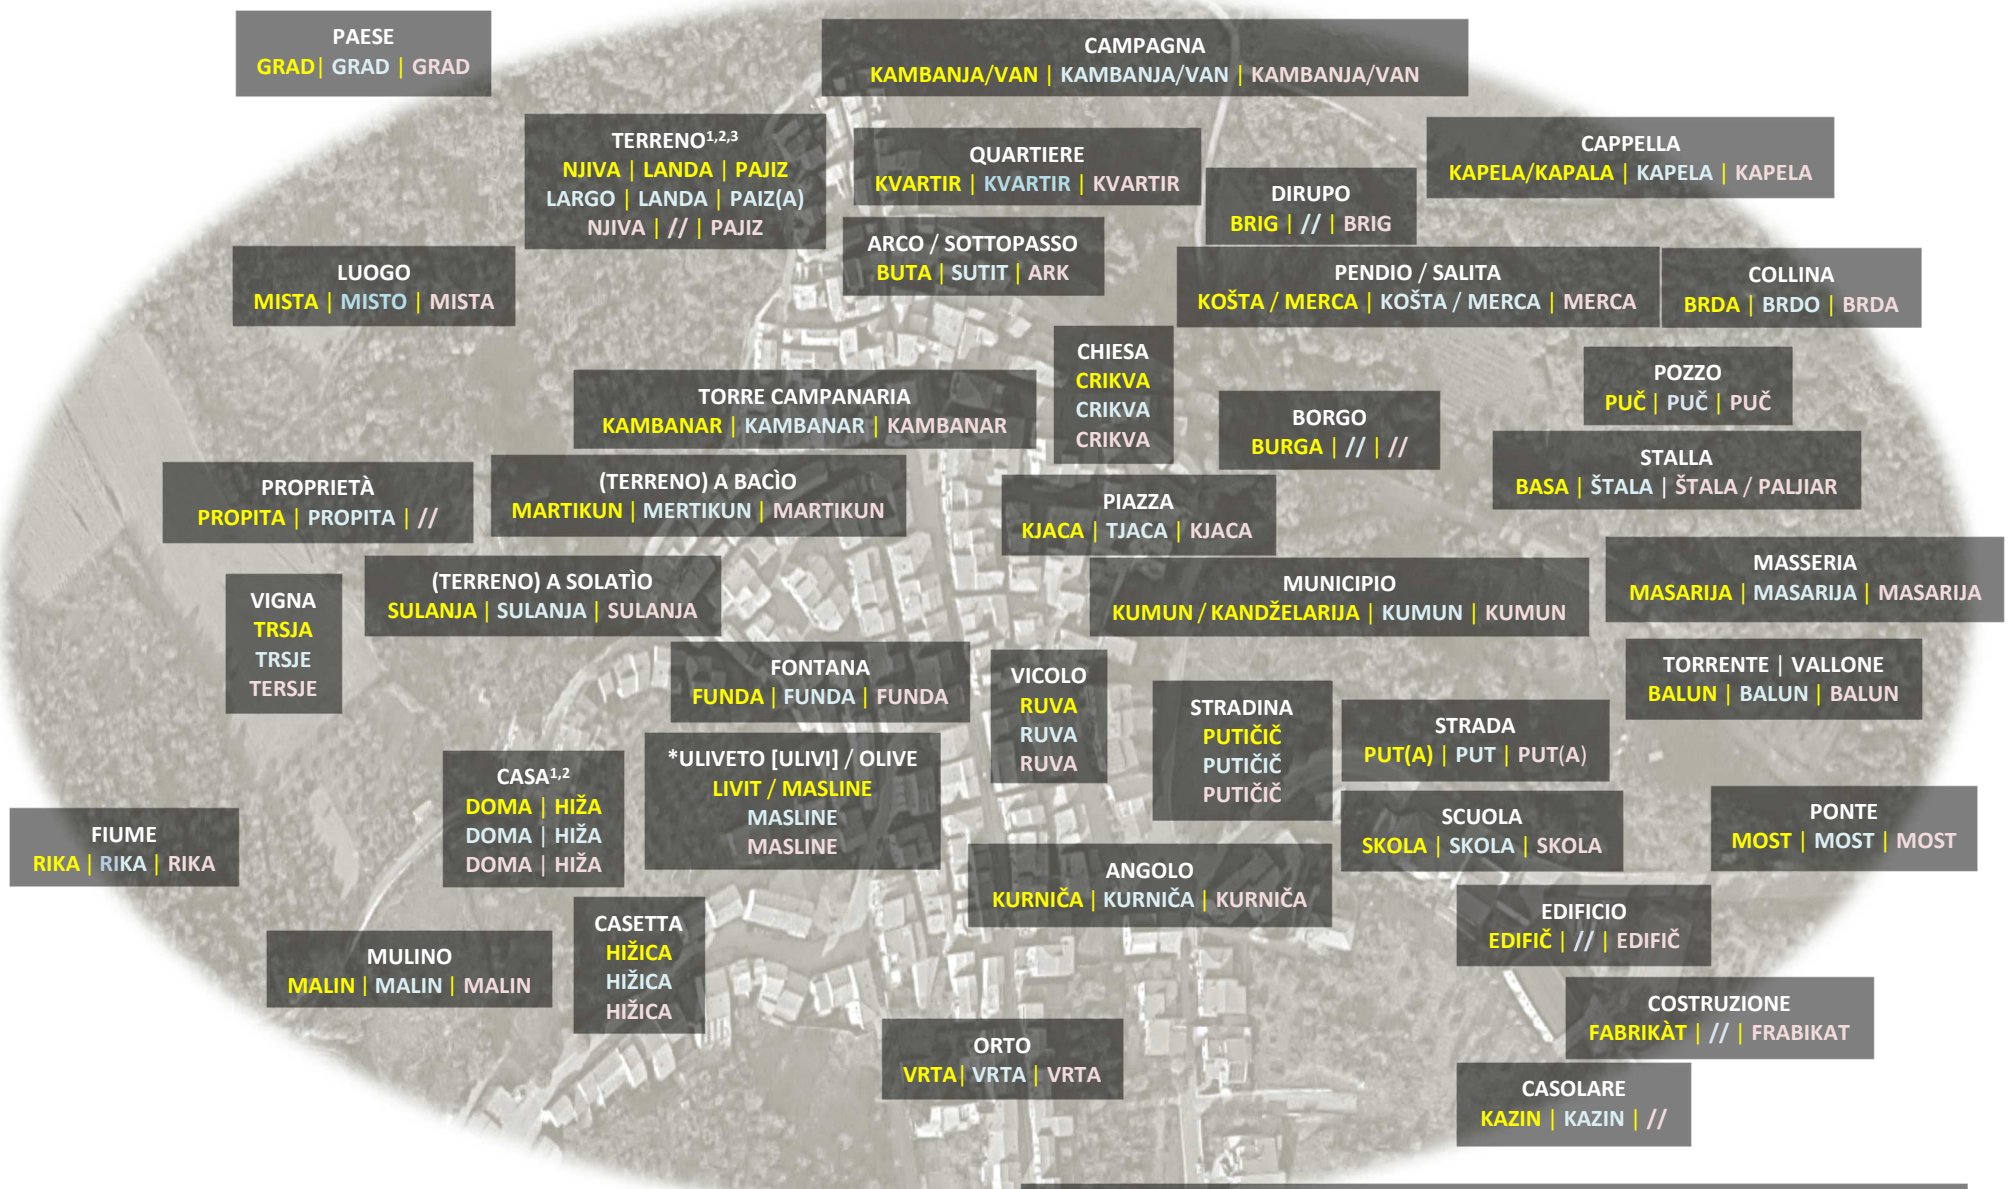 PAESE
GRAD| GRAD | GRAD
CAMPAGNA
KAMBANJA/VAN | KAMBANJA/VAN | KAMBANJA/VAN
TERRENO1,2,3
NJIVA | LANDA | PAJIZ
LARGO | LANDA | PAIZ(A)
NJIVA | // | PAJIZ
QUARTIERE
KVARTIR | KVARTIR | KVARTIR
CAPPELLA
KAPELA/KAPALA | KAPELA | KAPELA
DIRUPO
BRIG | // | BRIG
ARCO / SOTTOPASSO
BUTA | SUTIT | ARK
LUOGO
MISTA | MISTO | MISTA
PENDIO / SALITA
KOŠTA / MERCA | KOŠTA / MERCA | MERCA
COLLINA
BRDA | BRDO | BRDA
CHIESA
CRIKVA
CRIKVA
CRIKVA
POZZO
PUČ | PUČ | PUČ
TORRE CAMPANARIA
KAMBANAR | KAMBANAR | KAMBANAR
BORGO
BURGA | // | //
STALLA
BASA | ŠTALA | ŠTALA / PALJIAR
PROPRIETÀ
PROPITA | PROPITA | //
(TERRENO) A BACÌO
MARTIKUN | MERTIKUN | MARTIKUN
PIAZZA
KJACA | TJACA | KJACA
MASSERIA
MASARIJA | MASARIJA | MASARIJA
VIGNA
TRSJA
TRSJE
TERSJE
(TERRENO) A SOLATÌO
SULANJA | SULANJA | SULANJA
MUNICIPIO
KUMUN / KANDŽELARIJA | KUMUN | KUMUN
FONTANA
FUNDA | FUNDA | FUNDA
VICOLO
RUVA
RUVA
RUVA
TORRENTE | VALLONE
BALUN | BALUN | BALUN
STRADINA
PUTIČIČ
PUTIČIČ
PUTIČIČ
STRADA
PUT(A) | PUT | PUT(A)
CASA1,2
DOMA | HIŽA
DOMA | HIŽA
DOMA | HIŽA
*ULIVETO [ULIVI] / OLIVE
LIVIT / MASLINE
MASLINE
MASLINE
FIUME
RIKA | RIKA | RIKA
SCUOLA
SKOLA | SKOLA | SKOLA
PONTE
MOST | MOST | MOST
ANGOLO
KURNIČA | KURNIČA | KURNIČA
EDIFICIO
EDIFIČ | // | EDIFIČ
MULINO
MALIN | MALIN | MALIN
CASETTA
HIŽICA
HIŽICA
HIŽICA
COSTRUZIONE
FABRIKÀT | // | FRABIKAT
ORTO
VRTA| VRTA | VRTA
CASOLARE
KAZIN | KAZIN | //